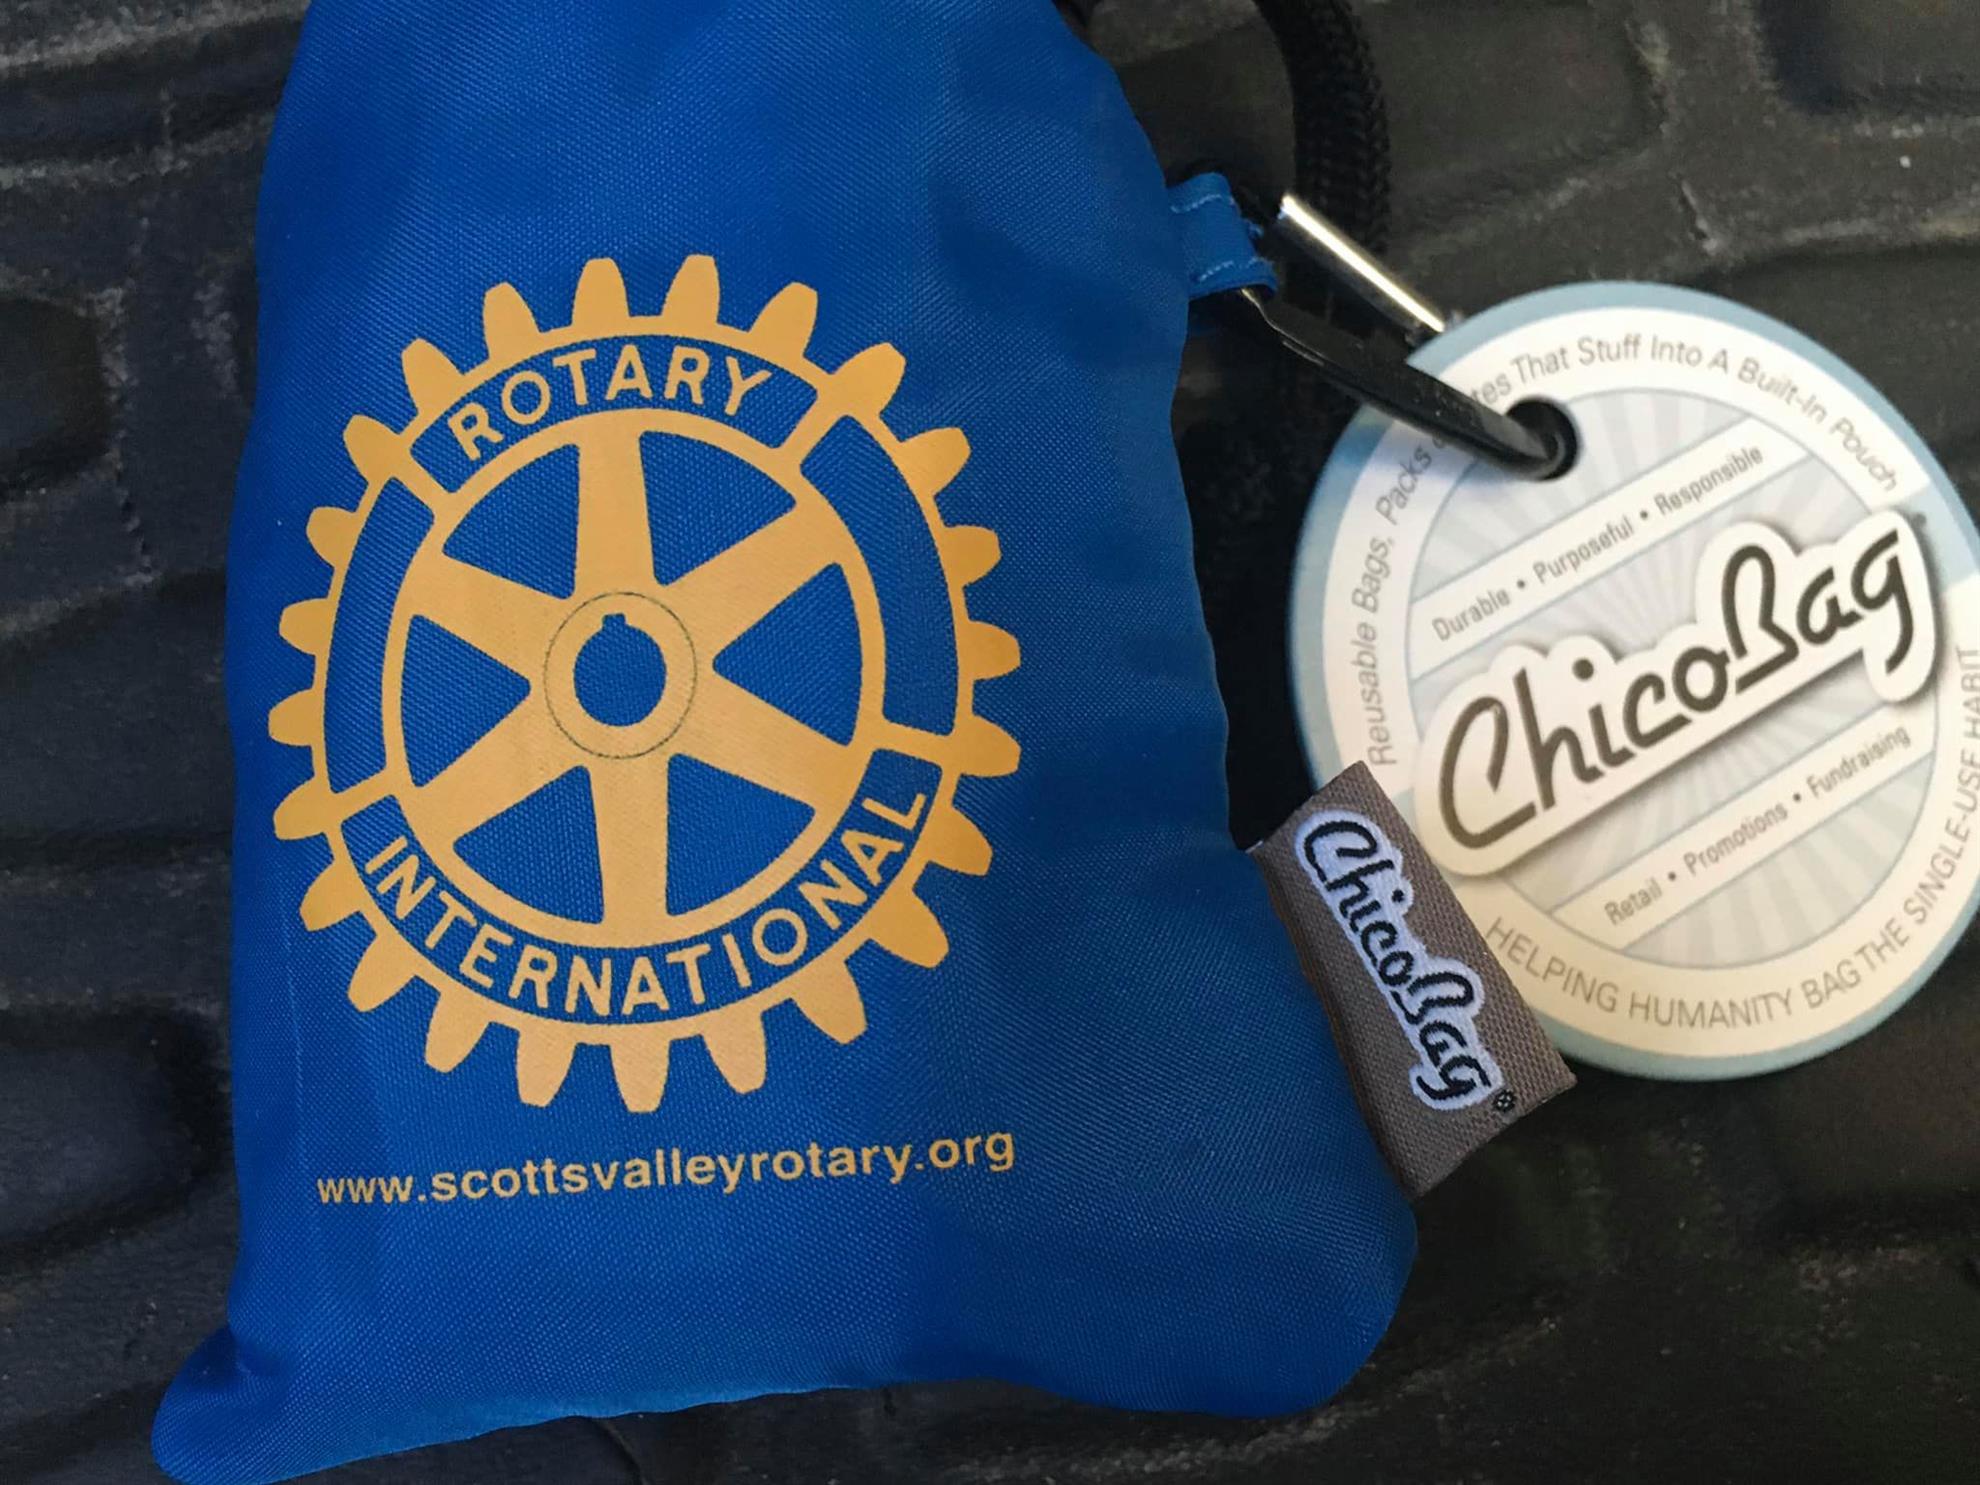 ROTARY
INTERNATIONAL
www.scottsvalleyrotary.org
Reusable Bags, Packs That Stuff Into A Built-In Pouch
Durable • Purposeful • Responsible
ChicoBag
Retail • Promotions • Fundraising
HELPING HUMANITY BAG THE SINGLE-USE HABIT
ChicoBag®